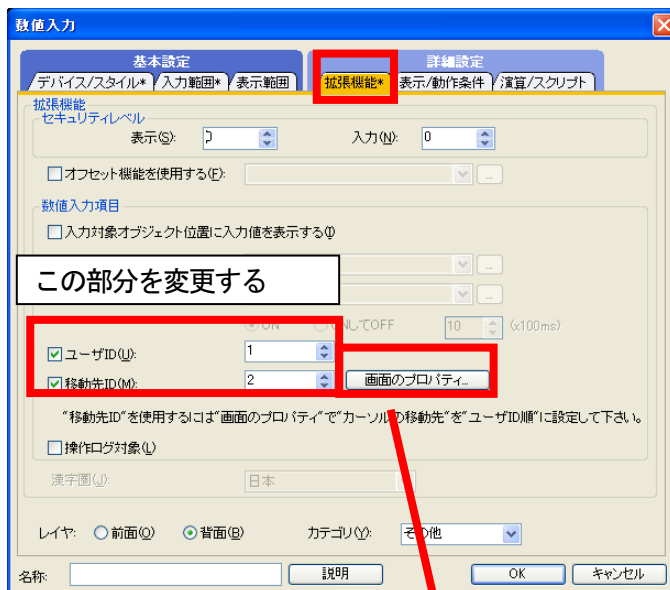 数値入力
基本設定 詳細設定
デバイス/スタイル* 入力範囲* 表示範囲 拡張機能* 表示/動作条件 演算/スクリプト
拡張機能
セキュリティレベル
表示(S): 入力(N): 0
オフセット機能を使用する(F): ...
数値入力項目
入力対象オブジェクト位置に入力値を表示する(I)
...
この部分を変更する
...
ON ONしてOFF 10 (x100ms)
ユーザID(U): 1
移動先ID(M): 2 画面のプロパティ...
"移動先ID"を使用するには"画面のプロパティ"で"カーソルの移動先"を"ユーザID順"に設定して下さい。
操作ログ対象(L)
漢字圏(J): 日本
レイヤ: 前面(O) 背面(B) カテゴリ(Y): その他
名称: 説明 OK キャンセル